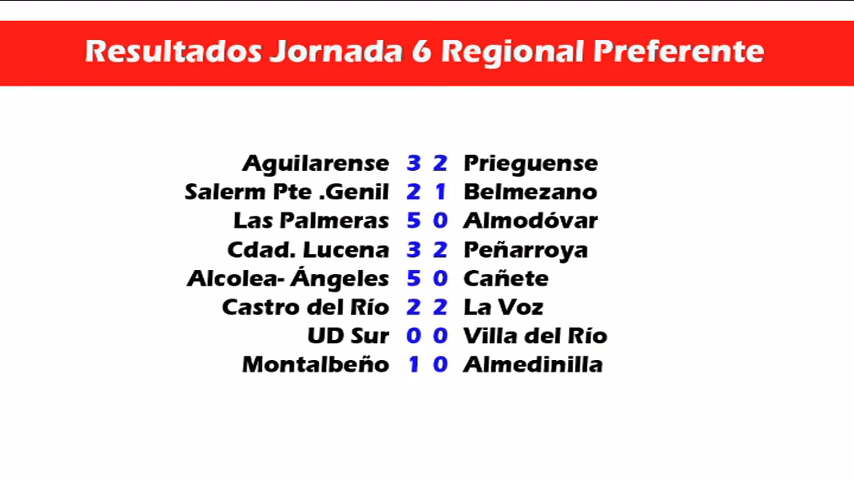 Resultados Jornada 6 Regional Preferente
Aguilarense 3 2 Prieguense
Salerm Pte .Genil 2 1 Belmezano
Las Palmeras 5 0 Almodóvar
Cdad. Lucena 3 2 Peñarroya
Alcolea- Ángeles 5 0 Cañete
Castro del Río 2 2 La Voz
UD Sur 0 0 Villa del Río
Montalbeño 1 0 Almedinilla